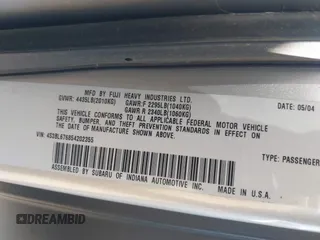 MFD. BY FUJI HEAVY INDUSTRIES LTD.
DATE: 05/04
GVWR: 4435LB(2010KG)
GAWR:F 2295LB(1040KG)
GAWR R 2340LB(1060KG)
THIS VEHICLE CONFORMS TO ALL APPLICABLE FEDERAL MOTOR VEHICLE
SAFETY, BUMPER, AND THEFT PREVENTION STANDARDS IN EFFECT ON THE
DATE OF MANUFACTURE SHOWN ABOVE.
VIN: TYPE: PASSENGER
ASSEMBLED BY SUBARU OF INDIANA AUTOMOTIVE INC.
MADE IN U.S.A.
DREAMBID